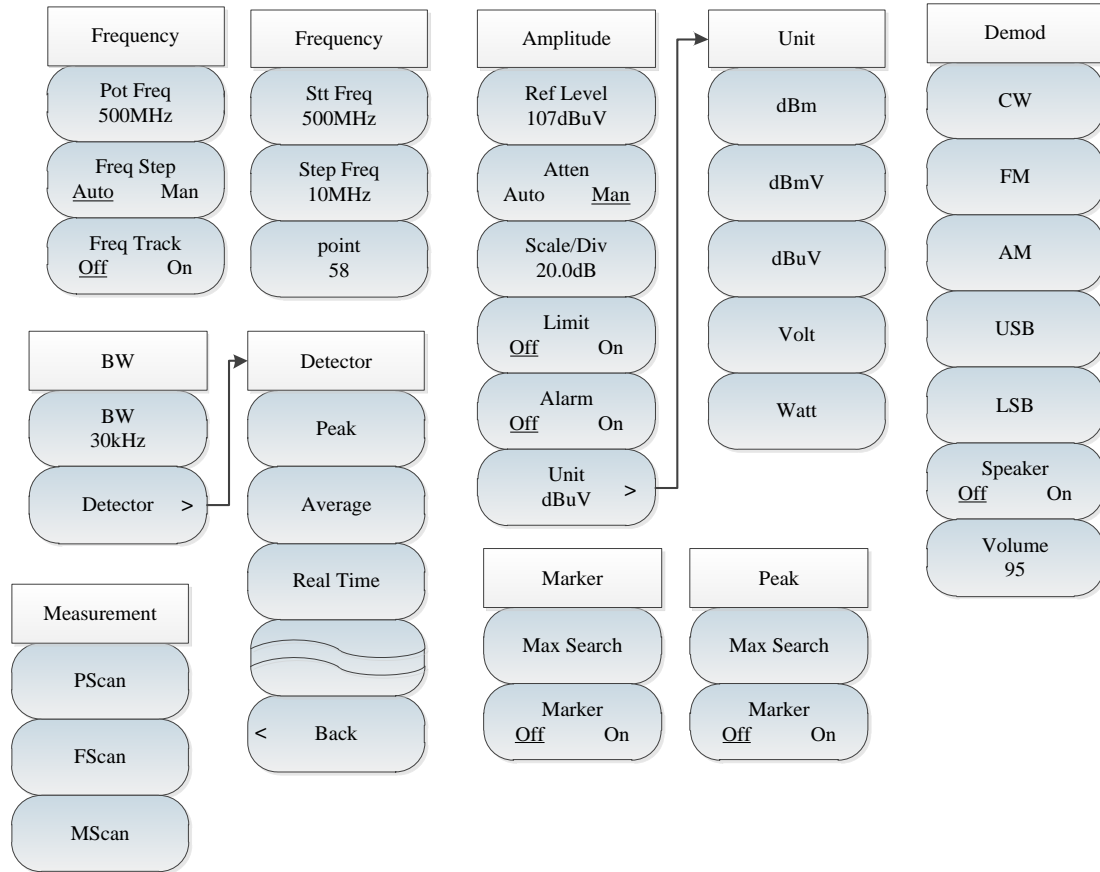 Frequency
Pot Freq
500MHz
Freq Step
Auto Man
Freq Track
Off On
Frequency
Stt Freq
500MHz
Step Freq
10MHz
point
58
Amplitude
Ref Level
107dBuV
Atten
Auto Man
Scale/Div
20.0dB
Limit
Off On
Alarm
Off On
Unit
dBuV >
Unit
dBm
dBmV
dBuV
Volt
Watt
Demod
CW
FM
AM
USB
LSB
Speaker
Off On
Volume
95
BW
BW
30kHz
Detector >
Detector
Peak
Average
Real Time
< Back
Measurement
PScan
FScan
MScan
Marker
Max Search
Marker
Off On
Peak
Max Search
Marker
Off On